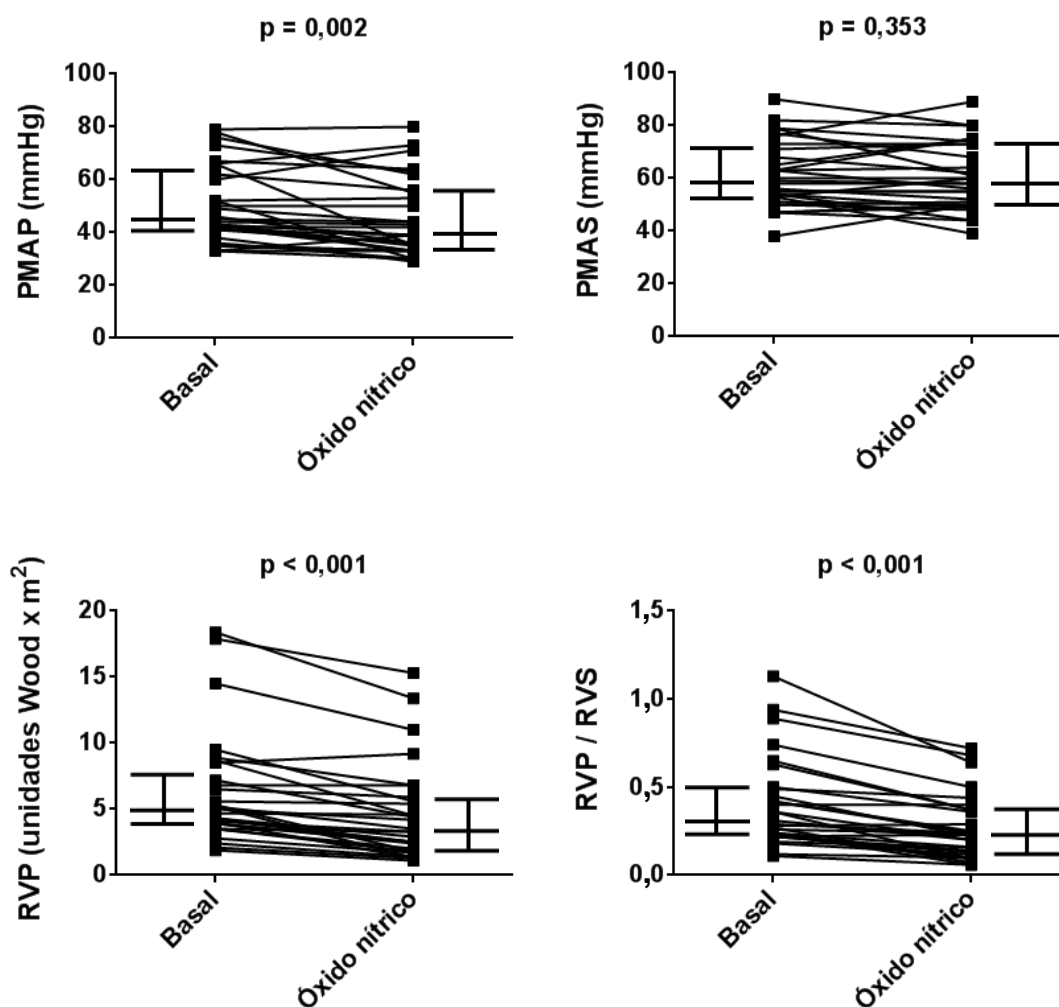 p = 0,002
PMAP (mmHg)
100
80
60
40
20
0
Basal
Óxido nítrico
p = 0,353
PMAS (mmHg)
100
80
60
40
20
0
Basal
Óxido nítrico
p < 0,001
RVP (unidades Wood x m²)
20
15
10
5
0
Basal
Óxido nítrico
p < 0,001
RVP / RVS
1,5
1,0
0,5
0,0
Basal
Óxido nítrico